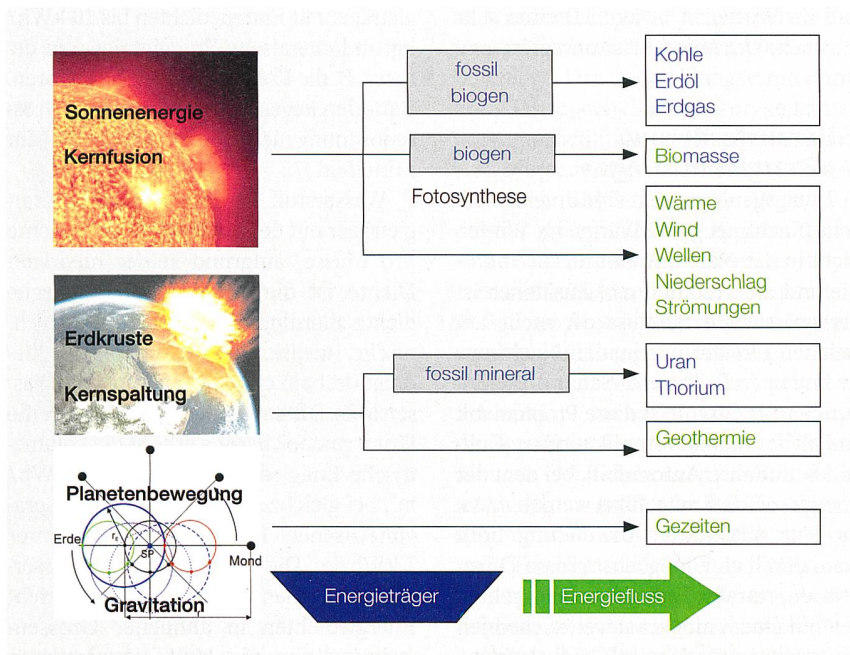 Sonnenenergie
Kernfusion
fossil
biogen
biogen
Fotosynthese
Kohle
Erdöl
Erdgas
Biomasse
Wärme
Wind
Wellen
Niederschlag
Strömungen
Erdkruste
Kernspaltung
fossil mineral
Uran
Thorium
Geothermie
Planetenbewegung
Erde
SP
Mond
Gravitation
Gezeiten
Energieträger
Energiefluss